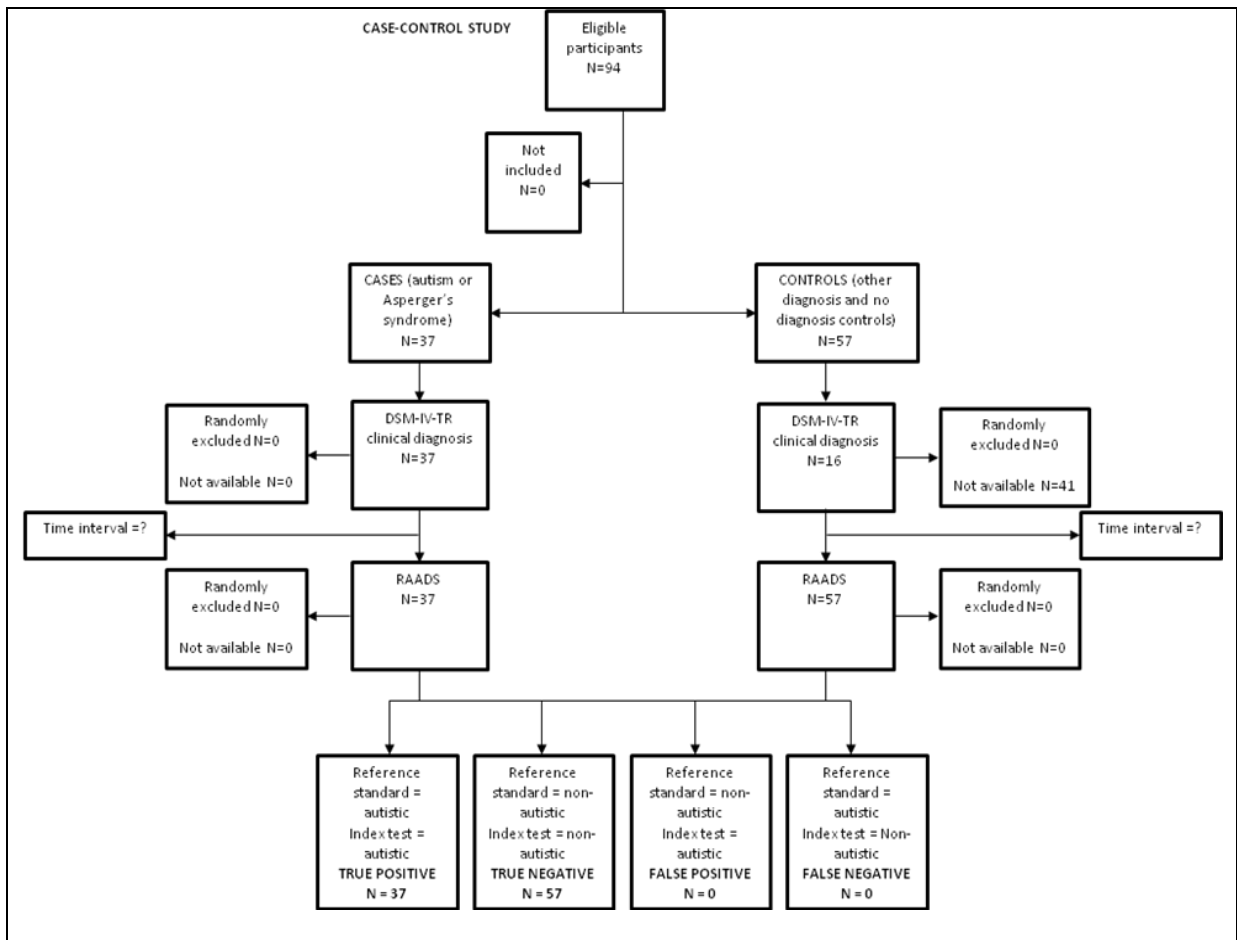 CASE-CONTROL STUDY
Eligible
participants
N=94
Not
included
N=0
CASES (autism or
Asperger's
syndrome)
N=37
CONTROLS (other
diagnosis and no
diagnosis controls)
N=57
Randomly
excluded N=0
Not available N=0
DSM-IV-TR
clinical diagnosis
N=37
DSM-IV-TR
clinical diagnosis
N=16
Randomly
excluded N=0
Not available N=41
Time interval =?
Time interval =?
Randomly
excluded N=0
Not available N=0
RAADS
N=37
RAADS
N=57
Randomly
excluded N=0
Not available N=0
Reference
standard =
autistic
Index test =
autistic
TRUE POSITIVE
N = 37
Reference
standard = non-
autistic
Index test = non-
autistic
TRUE NEGATIVE
N = 57
Reference
standard = non-
autistic
Index test =
autistic
FALSE POSITIVE
N = 0
Reference
standard =
autistic
Index test = Non-
autistic
FALSE NEGATIVE
N = 0